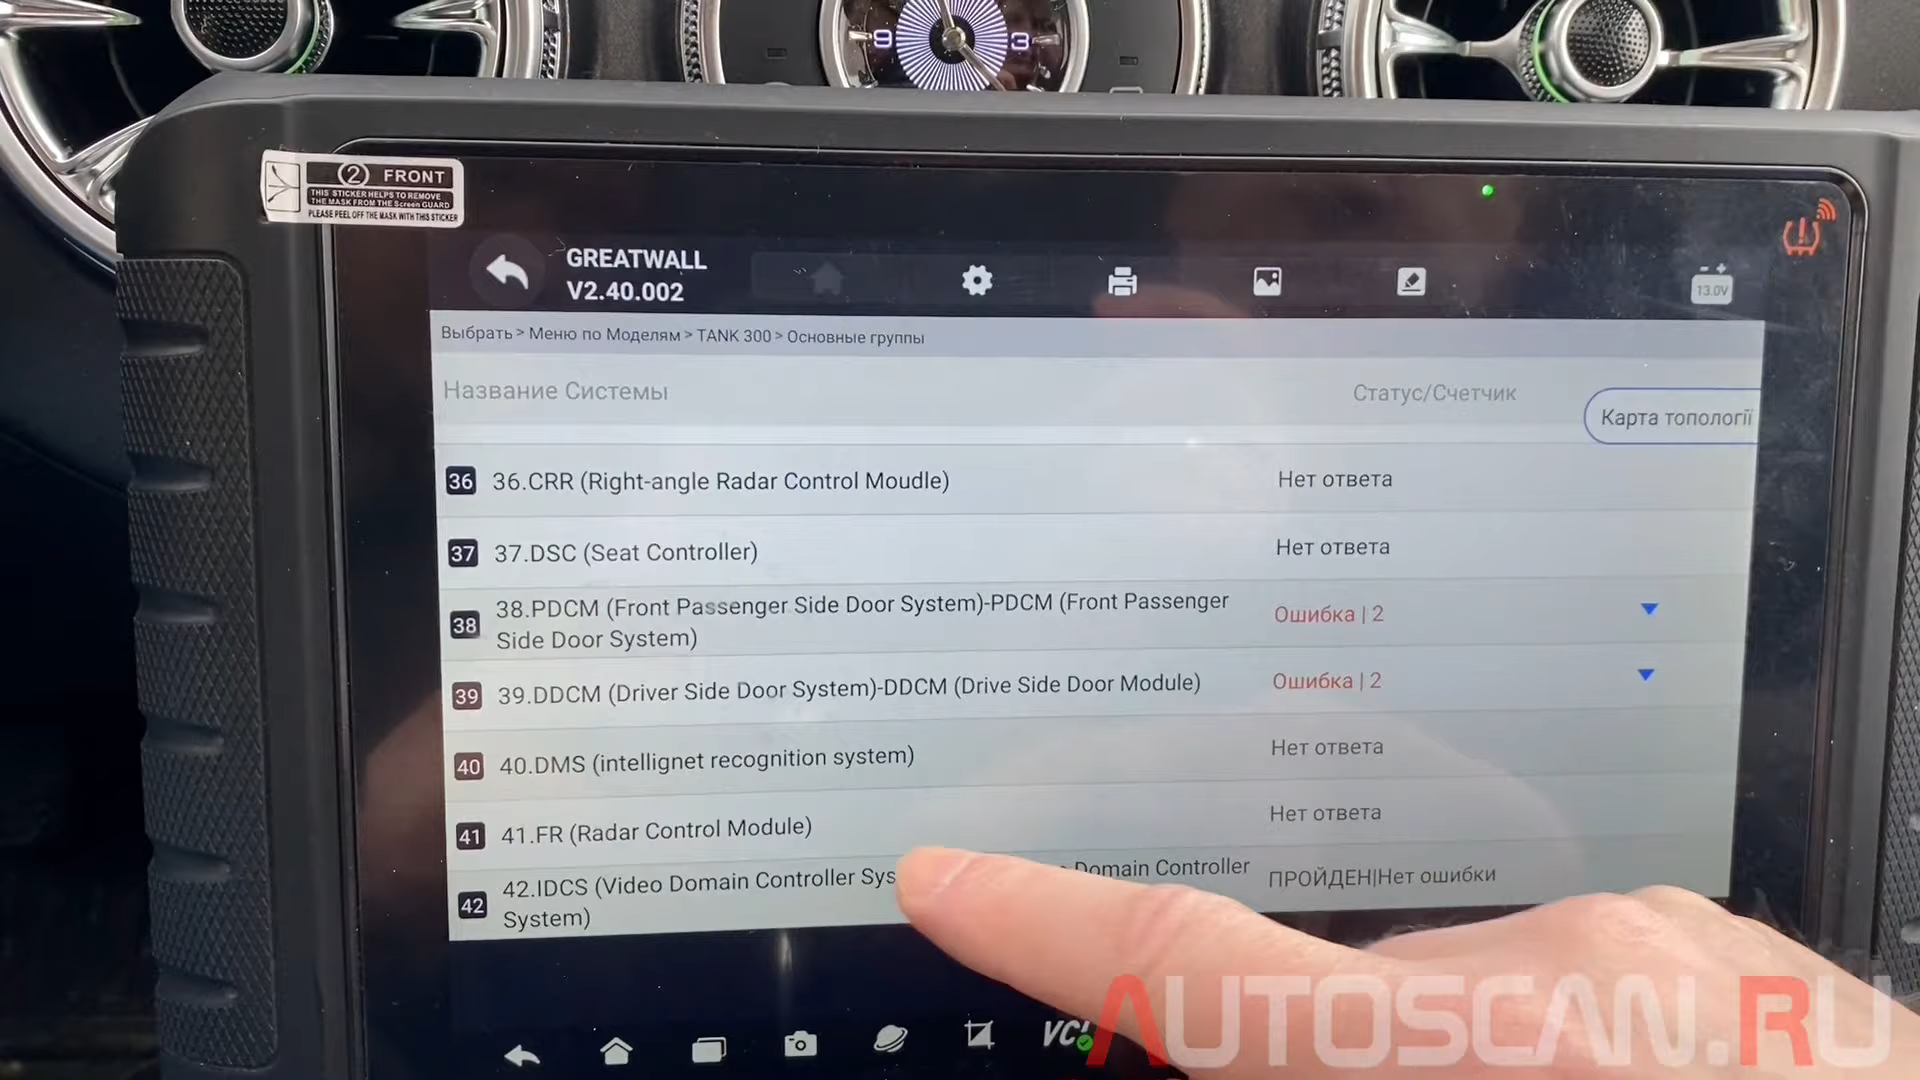 9 3
2 FRONT
THIS STICKER HELPS TO REMOVE
THE MASK FROM THE Screen GUARD
PLEASE PEEL OFF THE MASK WITH THIS STICKER
GREATWALL
V2.40.002
13.0V
Выбрать > Меню по Моделям > TANK 300 > Основные группы
Название Системы Статус/Счетчик
Карта топології
36 36.CRR (Right-angle Radar Control Moudle) Нет ответа
37 37.DSC (Seat Controller) Нет ответа
38 38.PDCM (Front Passenger Side Door System)-PDCM (Front Passenger Side Door System) Ошибка | 2
39 39.DDCM (Driver Side Door System)-DDCM (Drive Side Door Module) Ошибка | 2
40 40.DMS (intellignet recognition system) Нет ответа
41 41.FR (Radar Control Module) Нет ответа
42 42.IDCS (Video Domain Controller Sys Domain Controller System) ПРОЙДЕН|Нет ошибки
VCI
AUTOSCAN.RU